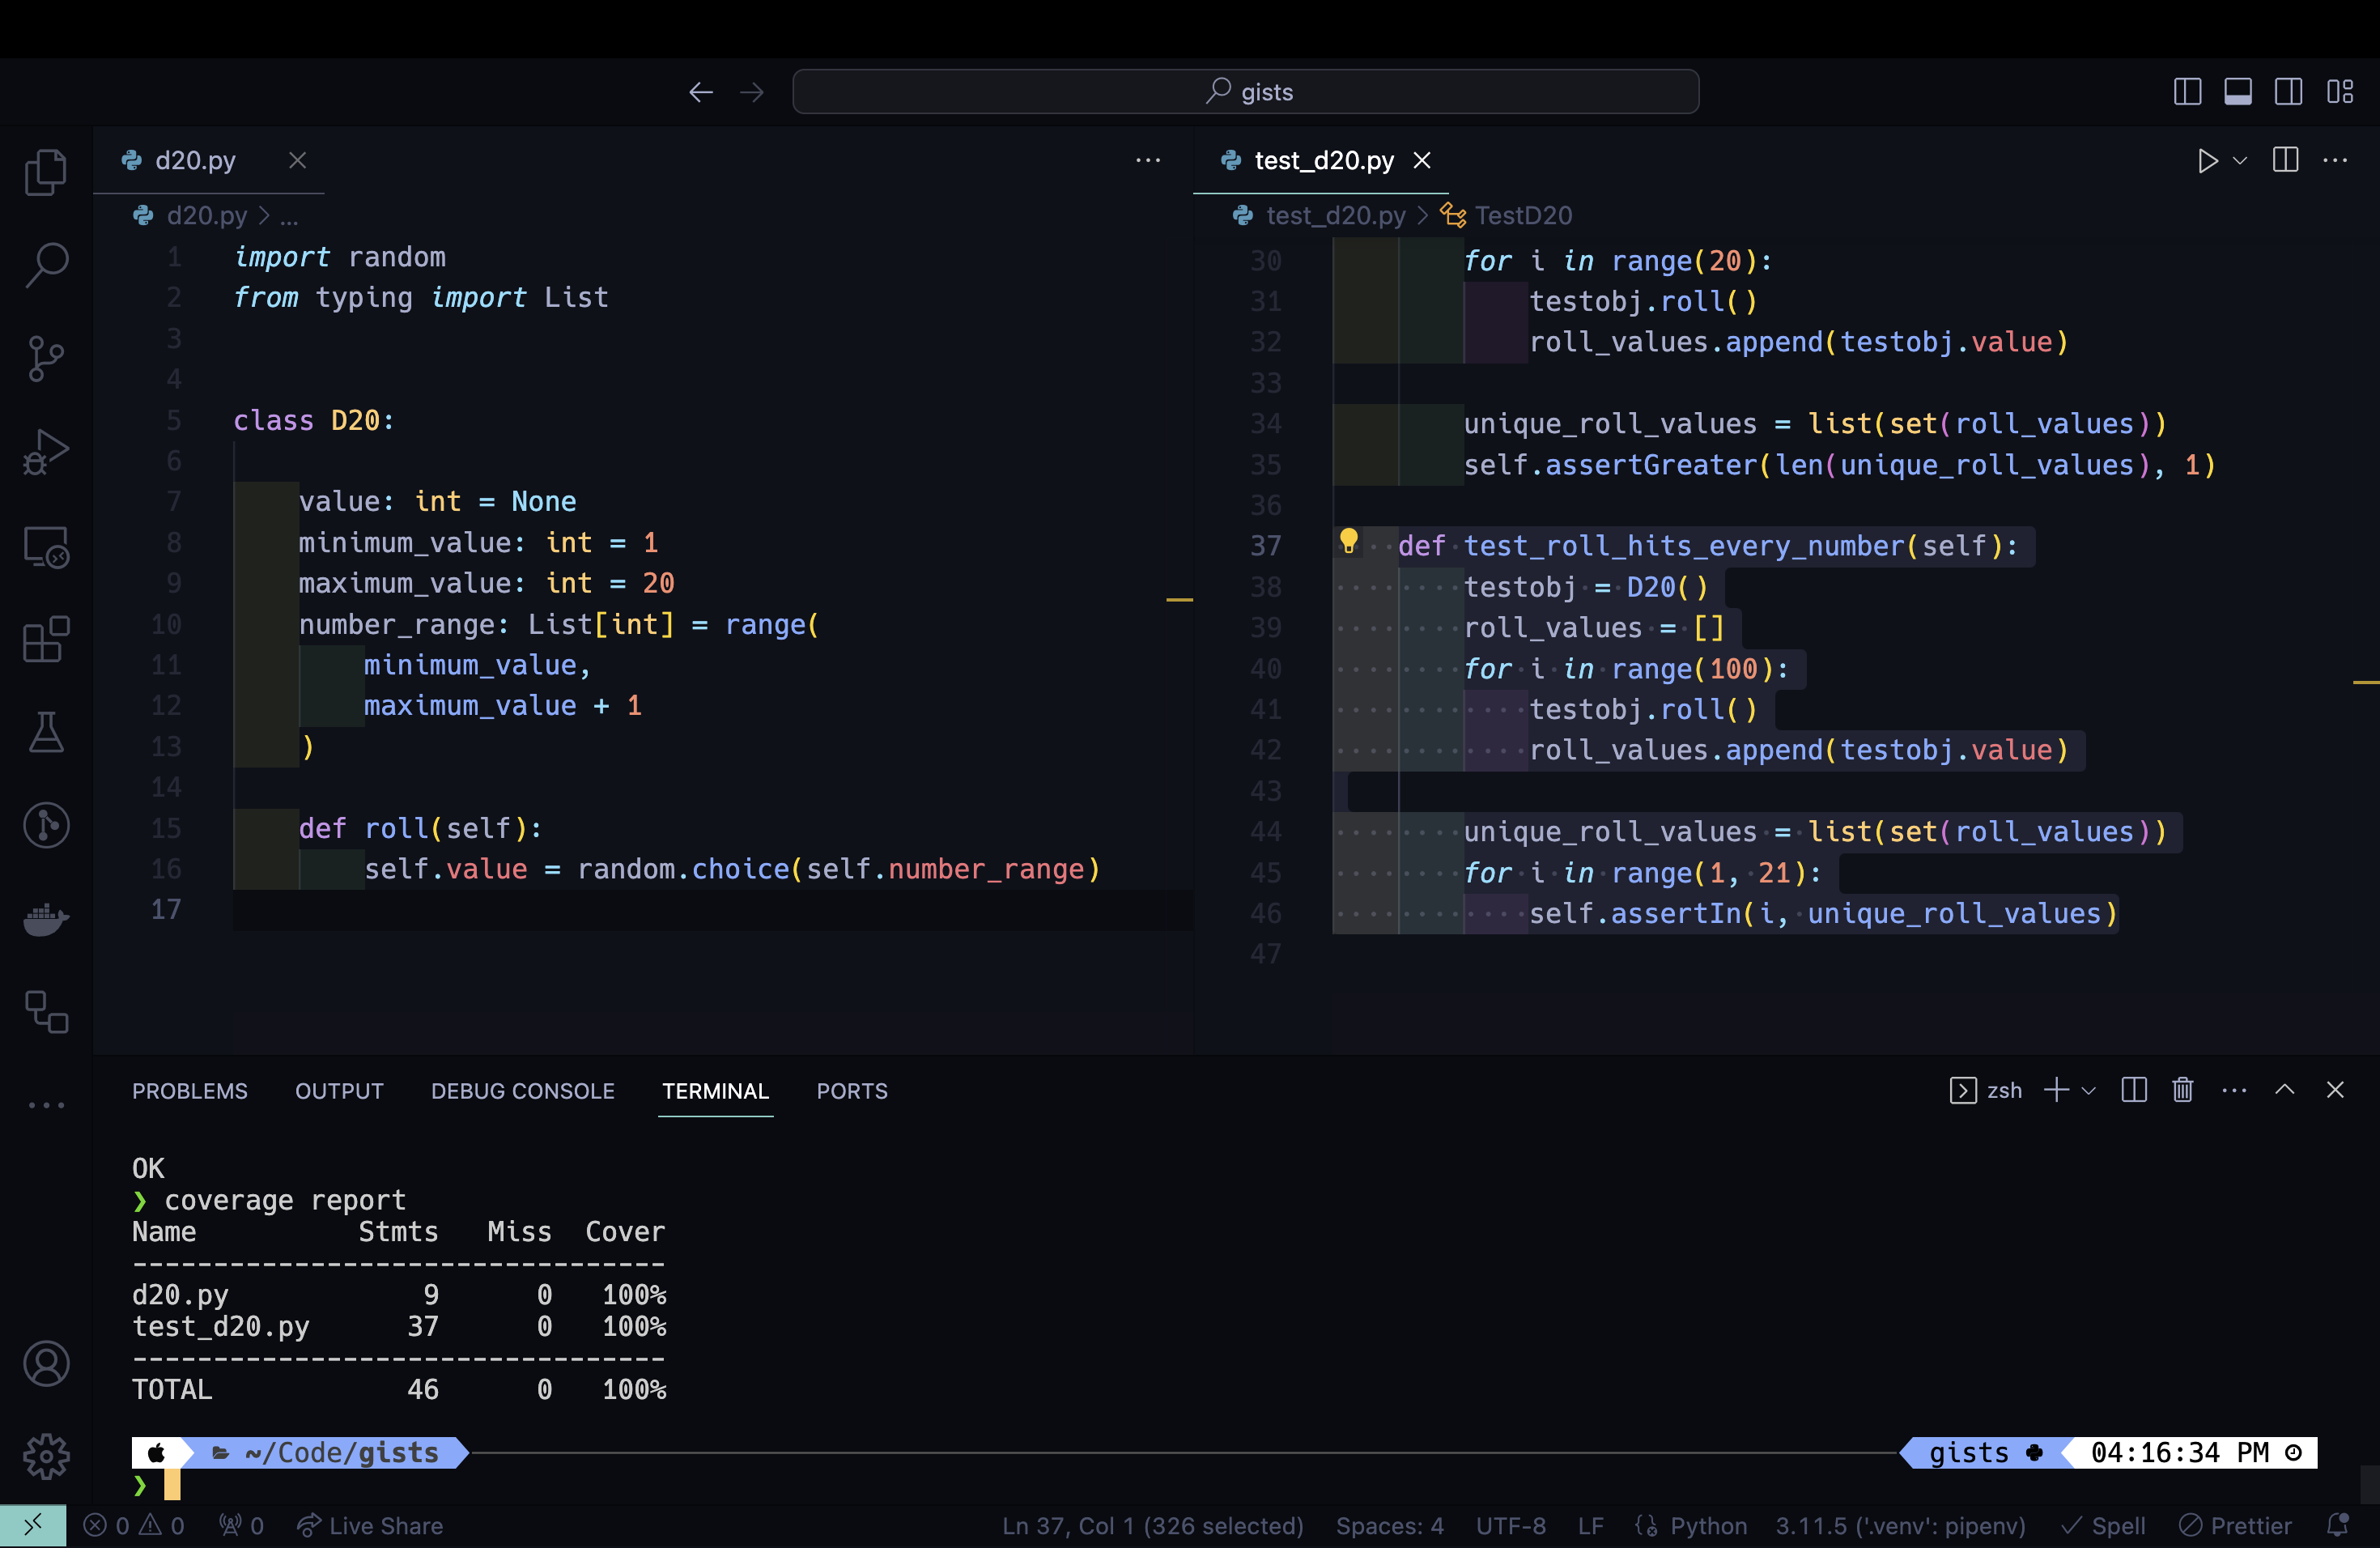 gists
d20.py
d20.py > ...
1 import random
2 from typing import List
3
4
5 class D20:
6
7 value: int = None
8 minimum_value: int = 1
9 maximum_value: int = 20
10 number_range: List[int] = range(
11 minimum_value,
12 maximum_value + 1
13 )
14
15 def roll(self):
16 self.value = random.choice(self.number_range)
17
test_d20.py
test_d20.py > TestD20
30 for i in range(20):
31 testobj.roll()
32 roll_values.append(testobj.value)
33
34 unique_roll_values = list(set(roll_values))
35 self.assertGreater(len(unique_roll_values), 1)
36
37 def test_roll_hits_every_number(self):
38 testobj = D20()
39 roll_values = []
40 for i in range(100):
41 testobj.roll()
42 roll_values.append(testobj.value)
43
44 unique_roll_values = list(set(roll_values))
45 for i in range(1, 21):
46 self.assertIn(i, unique_roll_values)
47
PROBLEMS OUTPUT DEBUG CONSOLE TERMINAL PORTS zsh
OK
❯ coverage report
Name Stmts Miss Cover
---------------------------------
d20.py 9 0 100%
test_d20.py 37 0 100%
---------------------------------
TOTAL 46 0 100%
~/Code/gists gists 04:16:34 PM
❯
0 0 0 Live Share Ln 37, Col 1 (326 selected) Spaces: 4 UTF-8 LF Python 3.11.5 ('.venv': pipenv) Spell Prettier